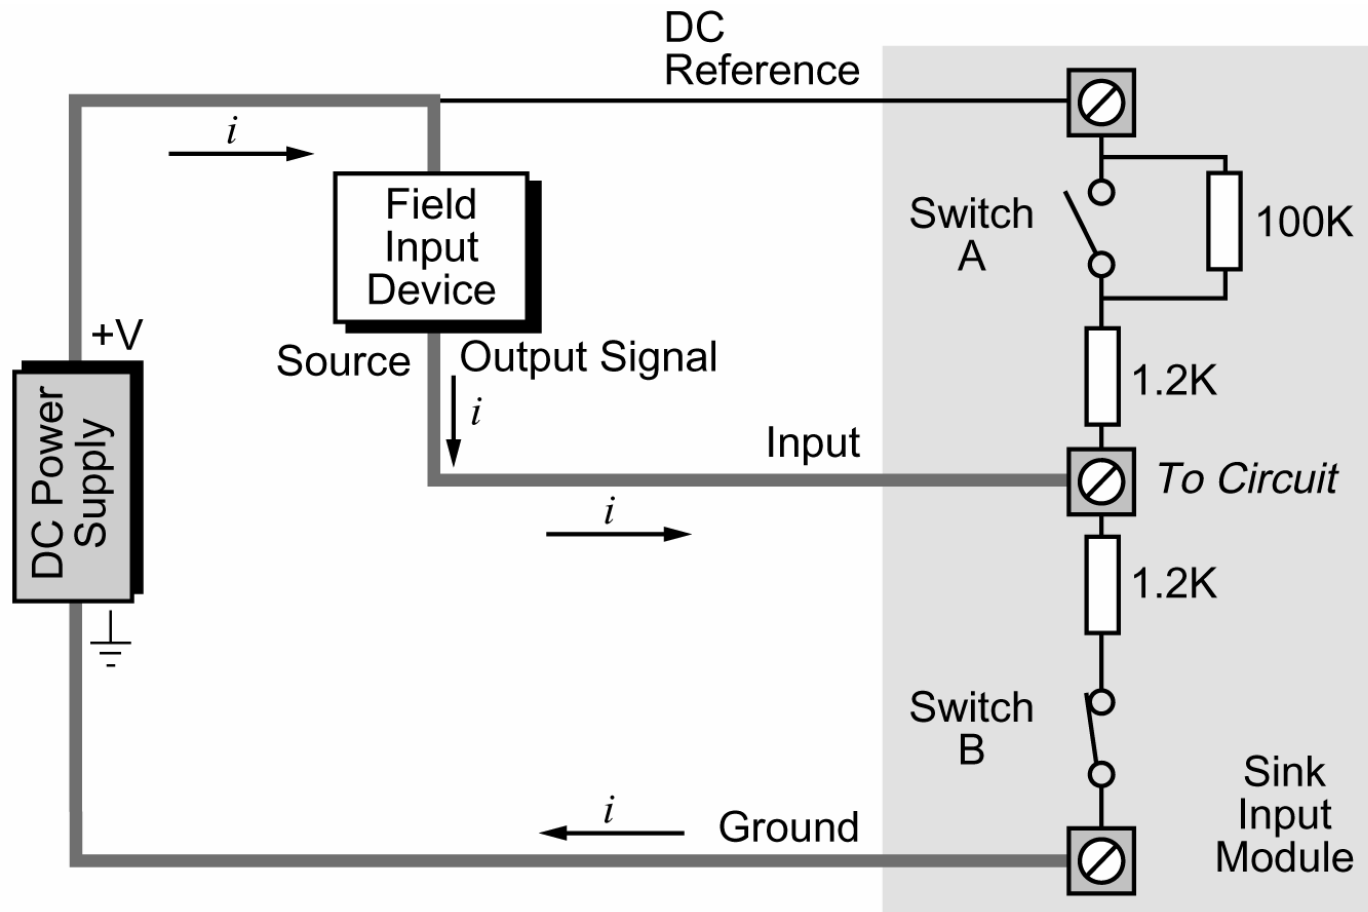 DC
Reference
i
Field
Input
Device
Switch
A
100K
+V
Source
Output Signal
i
1.2K
DC Power
Supply
Input
To Circuit
i
1.2K
Switch
B
Sink
Input
Module
i
Ground